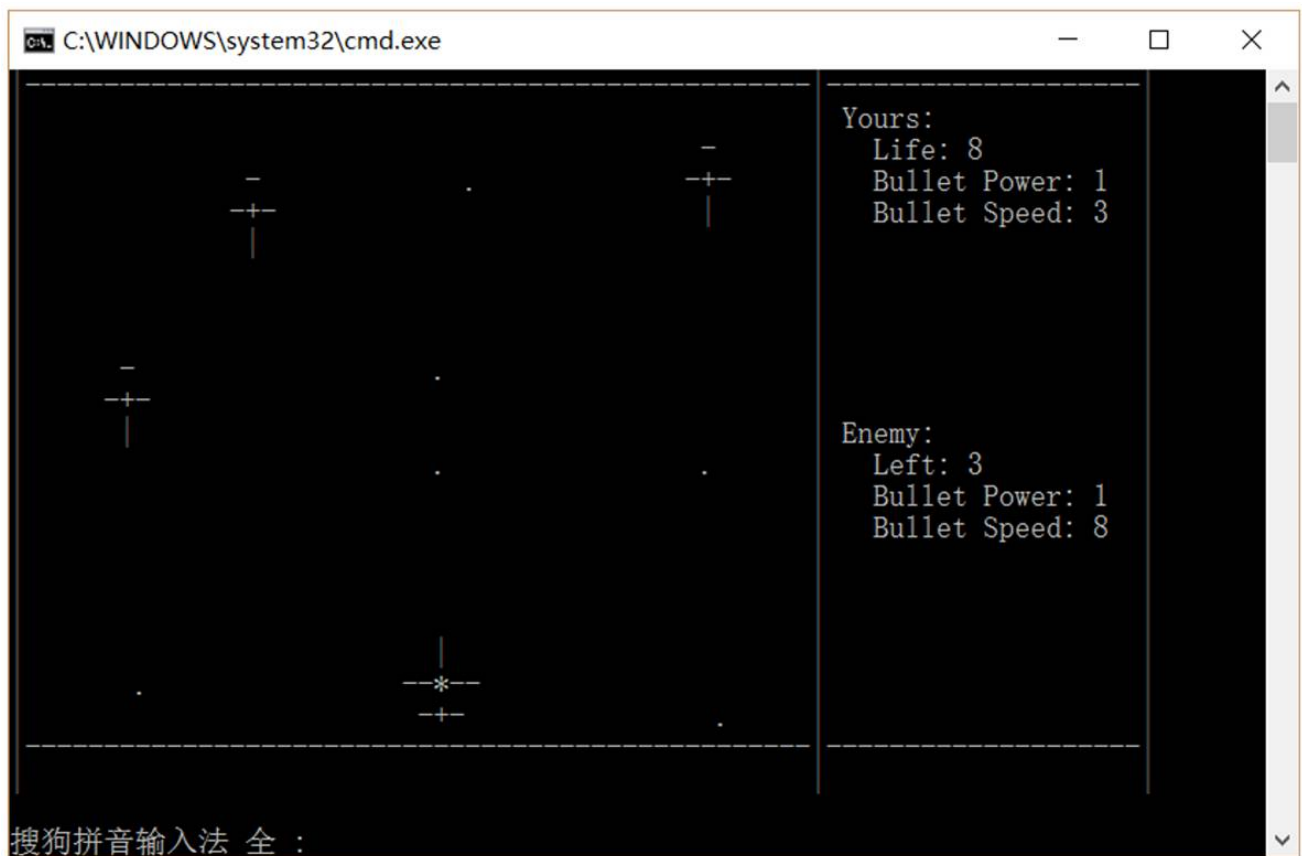 C:\WINDOWS\system32\cmd.exe
Yours:
Life: 8
Bullet Power: 1
Bullet Speed: 3
Enemy:
Left: 3
Bullet Power: 1
Bullet Speed: 8
搜狗拼音输入法 全 :